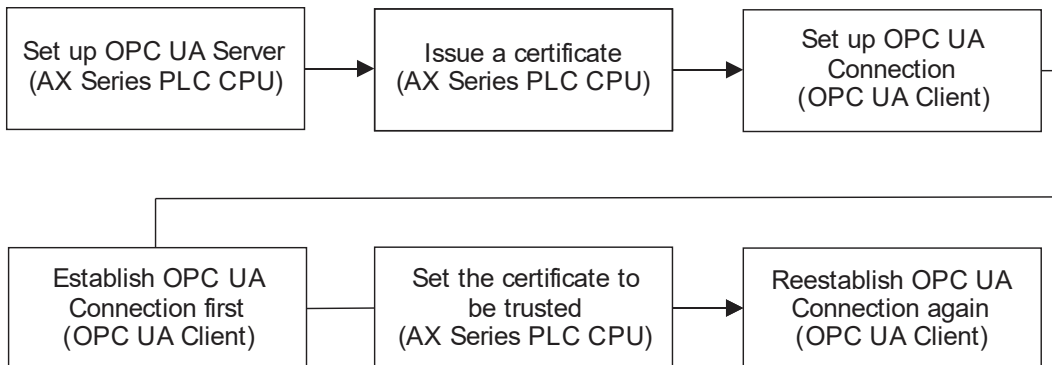 Set up OPC UA Server
(AX Series PLC CPU)
Issue a certificate
(AX Series PLC CPU)
Set up OPC UA
Connection
(OPC UA Client)
Establish OPC UA
Connection first
(OPC UA Client)
Set the certificate to
be trusted
(AX Series PLC CPU)
Reestablish OPC UA
Connection again
(OPC UA Client)